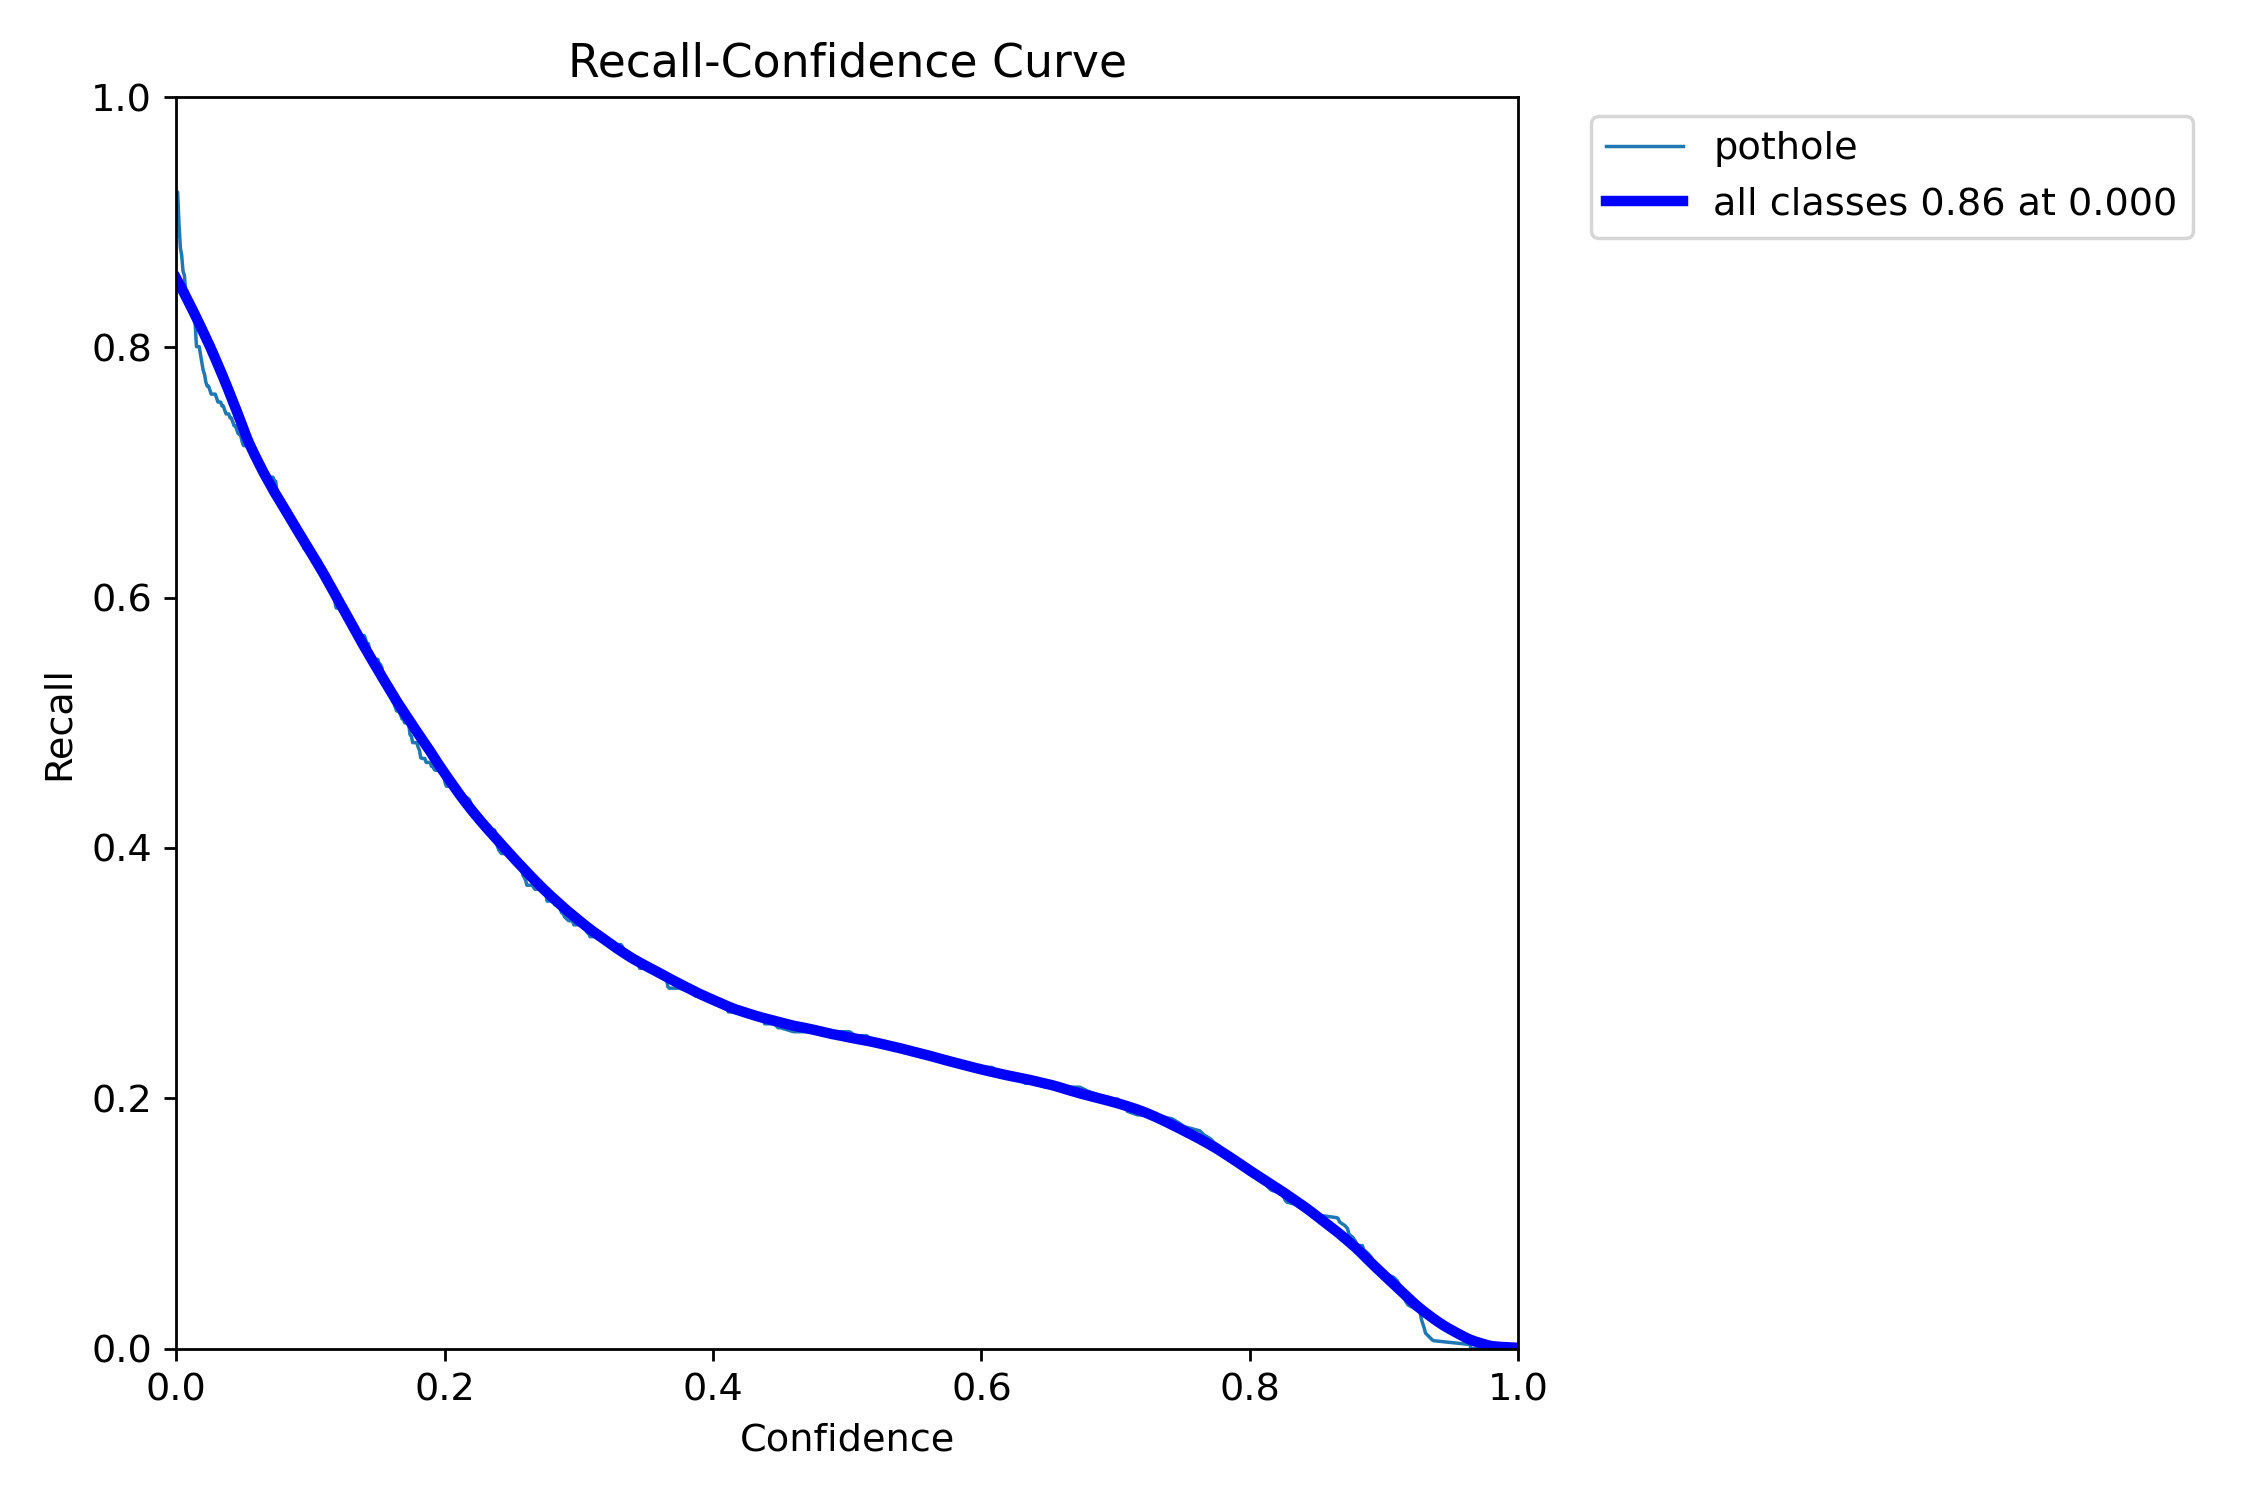 Recall-Confidence Curve
1.0
0.8
0.6
0.4
0.2
0.0
Recall
0.0 0.2 0.4 0.6 0.8 1.0
Confidence
pothole
all classes 0.86 at 0.000